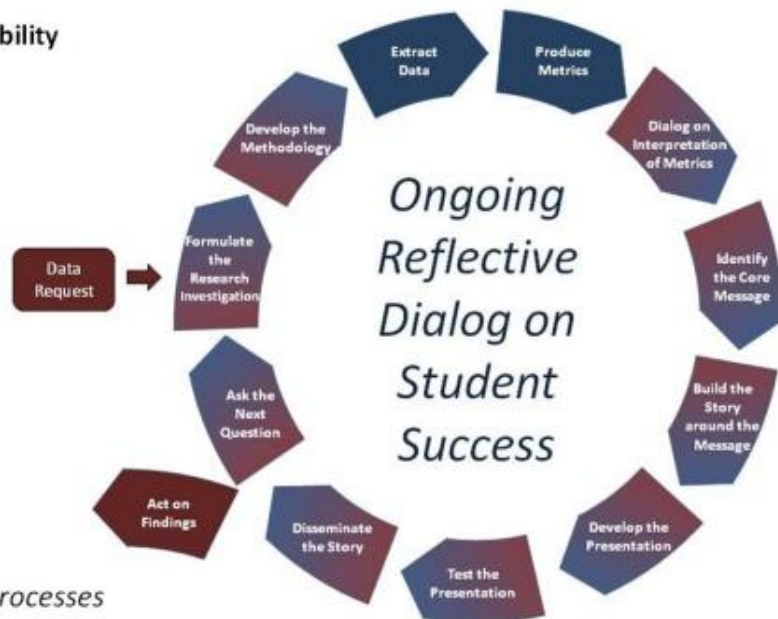 bility
Extract
Data
Produce
Metrics
Dialog on
Interpretation
of Metrics
Identify
the Core
Message
Build the
Story
around the
Message
Develop the
Presentation
Test the
Presentation
Disseminate
the Story
Act on
Findings
Ask the
Next
Question
Data
Request
Formulate
the
Research
Investigation
Develop the
Methodology
Ongoing
Reflective
Dialog on
Student
Success
rocesses